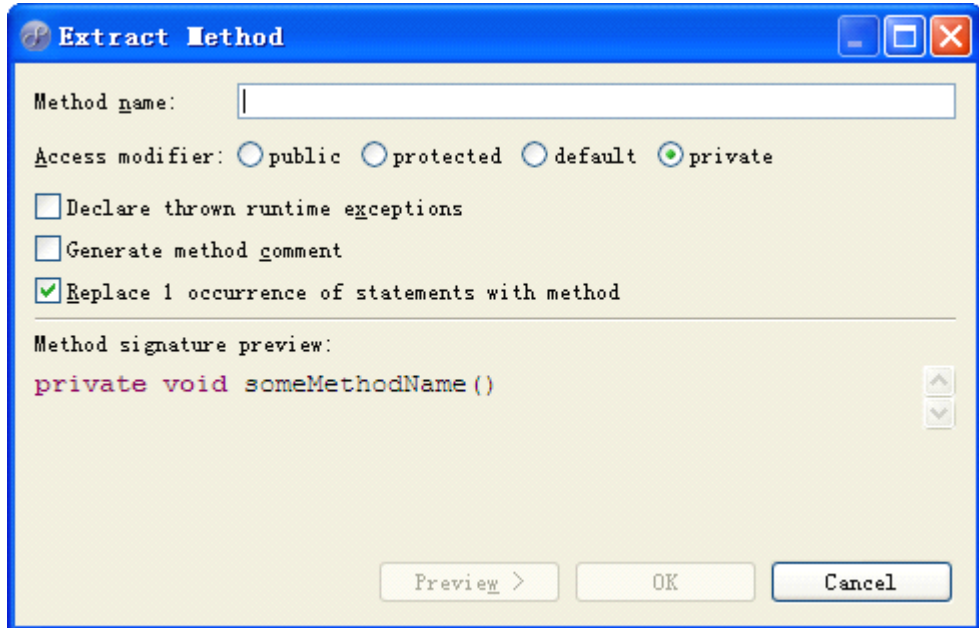 Extract Method
Method name:
Access modifier: public protected default private
Declare thrown runtime exceptions
Generate method comment
Replace 1 occurrence of statements with method
Method signature preview:
private void someMethodName()
Preview > OK Cancel